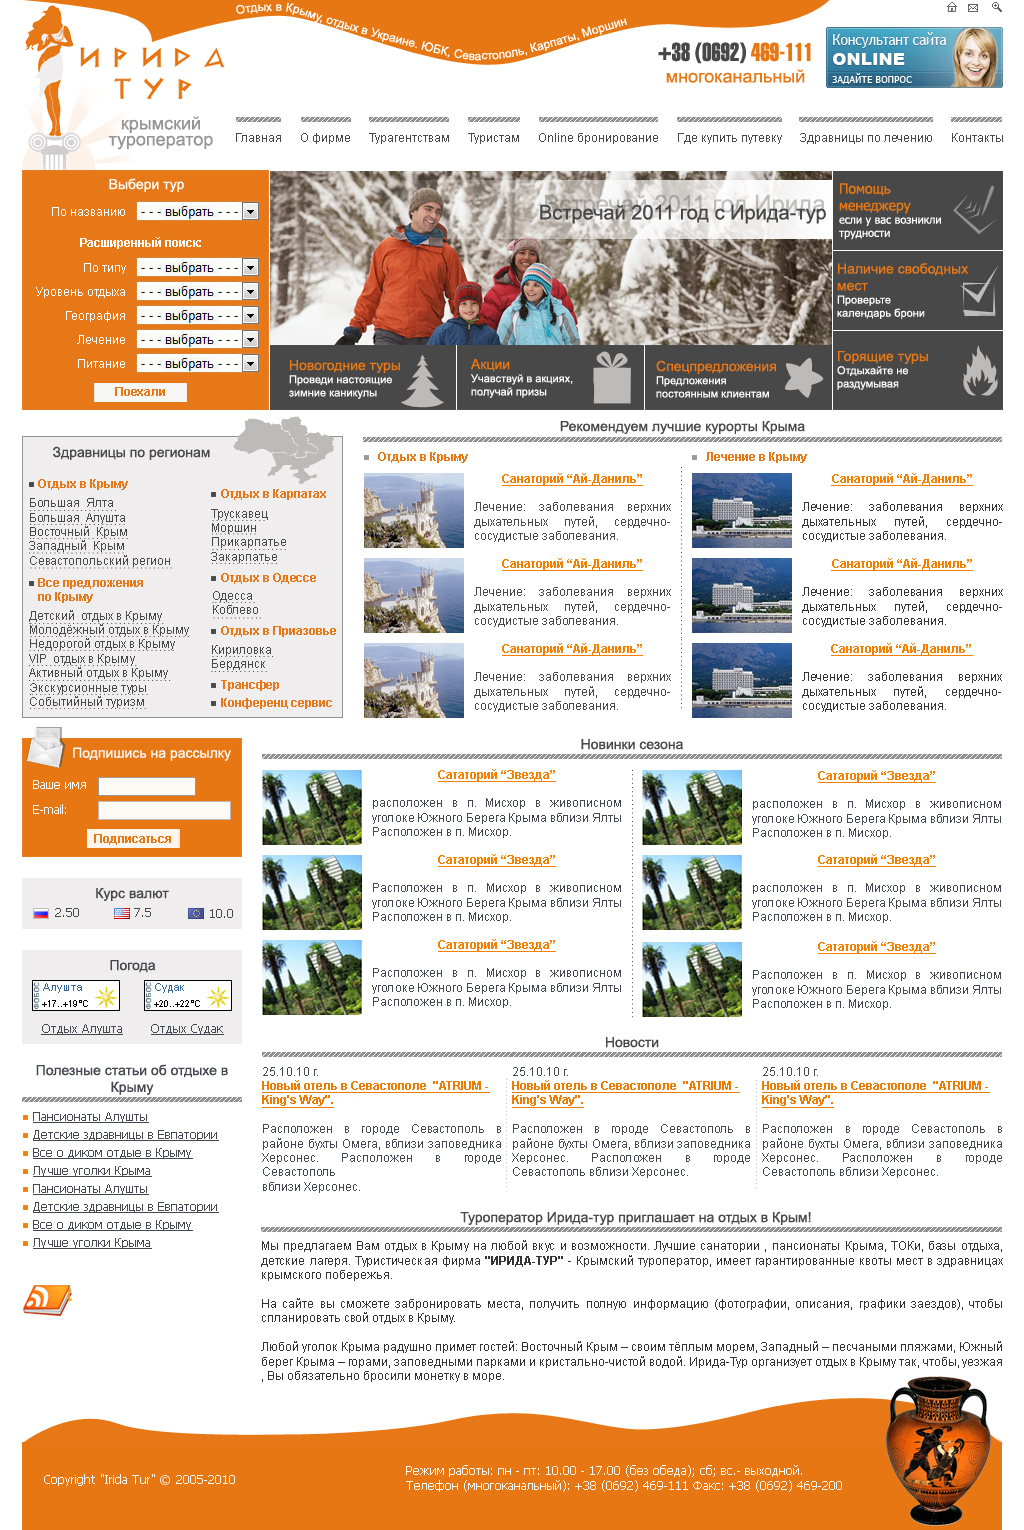 Отдых в Крыму, отдых в Украине. ЮБК, Севастополь, Карпаты, Моршин
ИРИДА
ТУР
крымский
туроператор
+38 (0692) 469-111
многоканальный
Консультант сайта
ONLINE
ЗАДАЙТЕ ВОПРОС
Главная О фирме Турагентствам Туристам Online бронирование Где купить путевку Здравницы по лечению Контакты
Выбери тур
По названию - - - выбрать - - -
Расширенный поиск:
По типу - - - выбрать - - -
Уровень отдыха - - - выбрать - - -
География - - - выбрать - - -
Лечение - - - выбрать - - -
Питание - - - выбрать - - -
Поехали
Встречай 2011 год с Ирида-тур
Помощь
менеджеру
если у вас возникли
трудности
Наличие свободных
мест
Проверьте
календарь брони
Горящие туры
Отдыхайте не
раздумывая
Новогодние туры
Проведи настоящие
зимние каникулы
Акции
Учавствуй в акциях,
получай призы
Спецпредложения
Предложения
постоянным клиентам
Здравницы по регионам
Отдых в Крыму
Большая Ялта
Большая Алушта
Восточный Крым
Западный Крым
Севастопольский регион
Все предложения
по Крыму
Детский отдых в Крыму
Молодёжный отдых в Крыму
Недорогой отдых в Крыму
VIP отдых в Крыму
Активный отдых в Крыму
Экскурсионные туры
Событийный туризм
Отдых в Карпатах
Трускавец
Моршин
Прикарпатье
Закарпатье
Отдых в Одессе
Одесса
Коблево
Отдых в Приазовье
Кириловка
Бердянск
Трансфер
Конференц сервис
Рекомендуем лучшие курорты Крыма
Отдых в Крыму
Санаторий “Ай-Даниль”
Лечение: заболевания верхних
дыхательных путей, сердечно-
сосудистые заболевания.
Санаторий “Ай-Даниль”
Лечение: заболевания верхних
дыхательных путей, сердечно-
сосудистые заболевания.
Санаторий “Ай-Даниль”
Лечение: заболевания верхних
дыхательных путей, сердечно-
сосудистые заболевания.
Лечение в Крыму
Санаторий “Ай-Даниль”
Лечение: заболевания верхних
дыхательных путей, сердечно-
сосудистые заболевания.
Санаторий “Ай-Даниль”
Лечение: заболевания верхних
дыхательных путей, сердечно-
сосудистые заболевания.
Санаторий “Ай-Даниль”
Лечение: заболевания верхних
дыхательных путей, сердечно-
сосудистые заболевания.
Подпишись на рассылку
Ваше имя
E-mail:
Подписаться
Курс валют
2.50 7.5 10.0
Погода
Алушта
+17..+19°C
Судак
+20..+22°C
Отдых Алушта Отдых Судак
Полезные статьи об отдыхе в
Крыму
Пансионаты Алушты
Детские здравницы в Евпатории
Все о диком отдые в Крыму
Лучше уголки Крыма
Пансионаты Алушты
Детские здравницы в Евпатории
Все о диком отдые в Крыму
Лучше уголки Крыма
Новинки сезона
Сататорий “Звезда”
расположен в п. Мисхор в живописном
уголоке Южного Берега Крыма вблизи Ялты
Расположен в п. Мисхор.
Сататорий “Звезда”
Расположен в п. Мисхор в живописном
уголоке Южного Берега Крыма вблизи Ялты
Расположен в п. Мисхор.
Сататорий “Звезда”
Расположен в п. Мисхор в живописном
уголоке Южного Берега Крыма вблизи Ялты
Расположен в п. Мисхор.
Сататорий “Звезда”
расположен в п. Мисхор в живописном
уголоке Южного Берега Крыма вблизи Ялты
Расположен в п. Мисхор.
Сататорий “Звезда”
расположен в п. Мисхор в живописном
уголоке Южного Берега Крыма вблизи Ялты
Расположен в п. Мисхор.
Сататорий “Звезда”
Расположен в п. Мисхор в живописном
уголоке Южного Берега Крыма вблизи Ялты
Расположен в п. Мисхор.
Новости
25.10.10 г.
Новый отель в Севастополе "ATRIUM -
King's Way".
Расположен в городе Севастополь в
районе бухты Омега, вблизи заповедника
Херсонес. Расположен в городе
Севастополь
вблизи Херсонес.
25.10.10 г.
Новый отель в Севастополе "ATRIUM -
King's Way".
Расположен в городе Севастополь в
районе бухты Омега, вблизи заповедника
Херсонес. Расположен в городе
Севастополь вблизи Херсонес.
25.10.10 г.
Новый отель в Севастополе "ATRIUM -
King's Way".
Расположен в городе Севастополь в
районе бухты Омега, вблизи заповедника
Херсонес. Расположен в городе
Севастополь вблизи Херсонес.
Туроператор Ирида-тур приглашает на отдых в Крым!
Мы предлагаем Вам отдых в Крыму на любой вкус и возможности. Лучшие санатории , пансионаты Крыма, ТОКи, базы отдыха,
детские лагеря. Туристическая фирма "ИРИДА-ТУР" - Крымский туроператор, имеет гарантированные квоты мест в здравницах
крымского побережья.
На сайте вы сможете забронировать места, получить полную информацию (фотографии, описания, графики заездов), чтобы
спланировать свой отдых в Крыму.
Любой уголок Крыма радушно примет гостей: Восточный Крым – своим тёплым морем, Западный – песчаными пляжами, Южный
берег Крыма – горами, заповедными парками и кристально-чистой водой. Ирида-Тур организует отдых в Крыму так, чтобы, уезжая
, Вы обязательно бросили монетку в море.
Copyright "Irida Tur" © 2005-2010
Режим работы: пн - пт: 10.00 - 17.00 (без обеда); сб; вс.- выходной.
Телефон (многоканальный): +38 (0692) 469-111 Факс: +38 (0692) 469-200